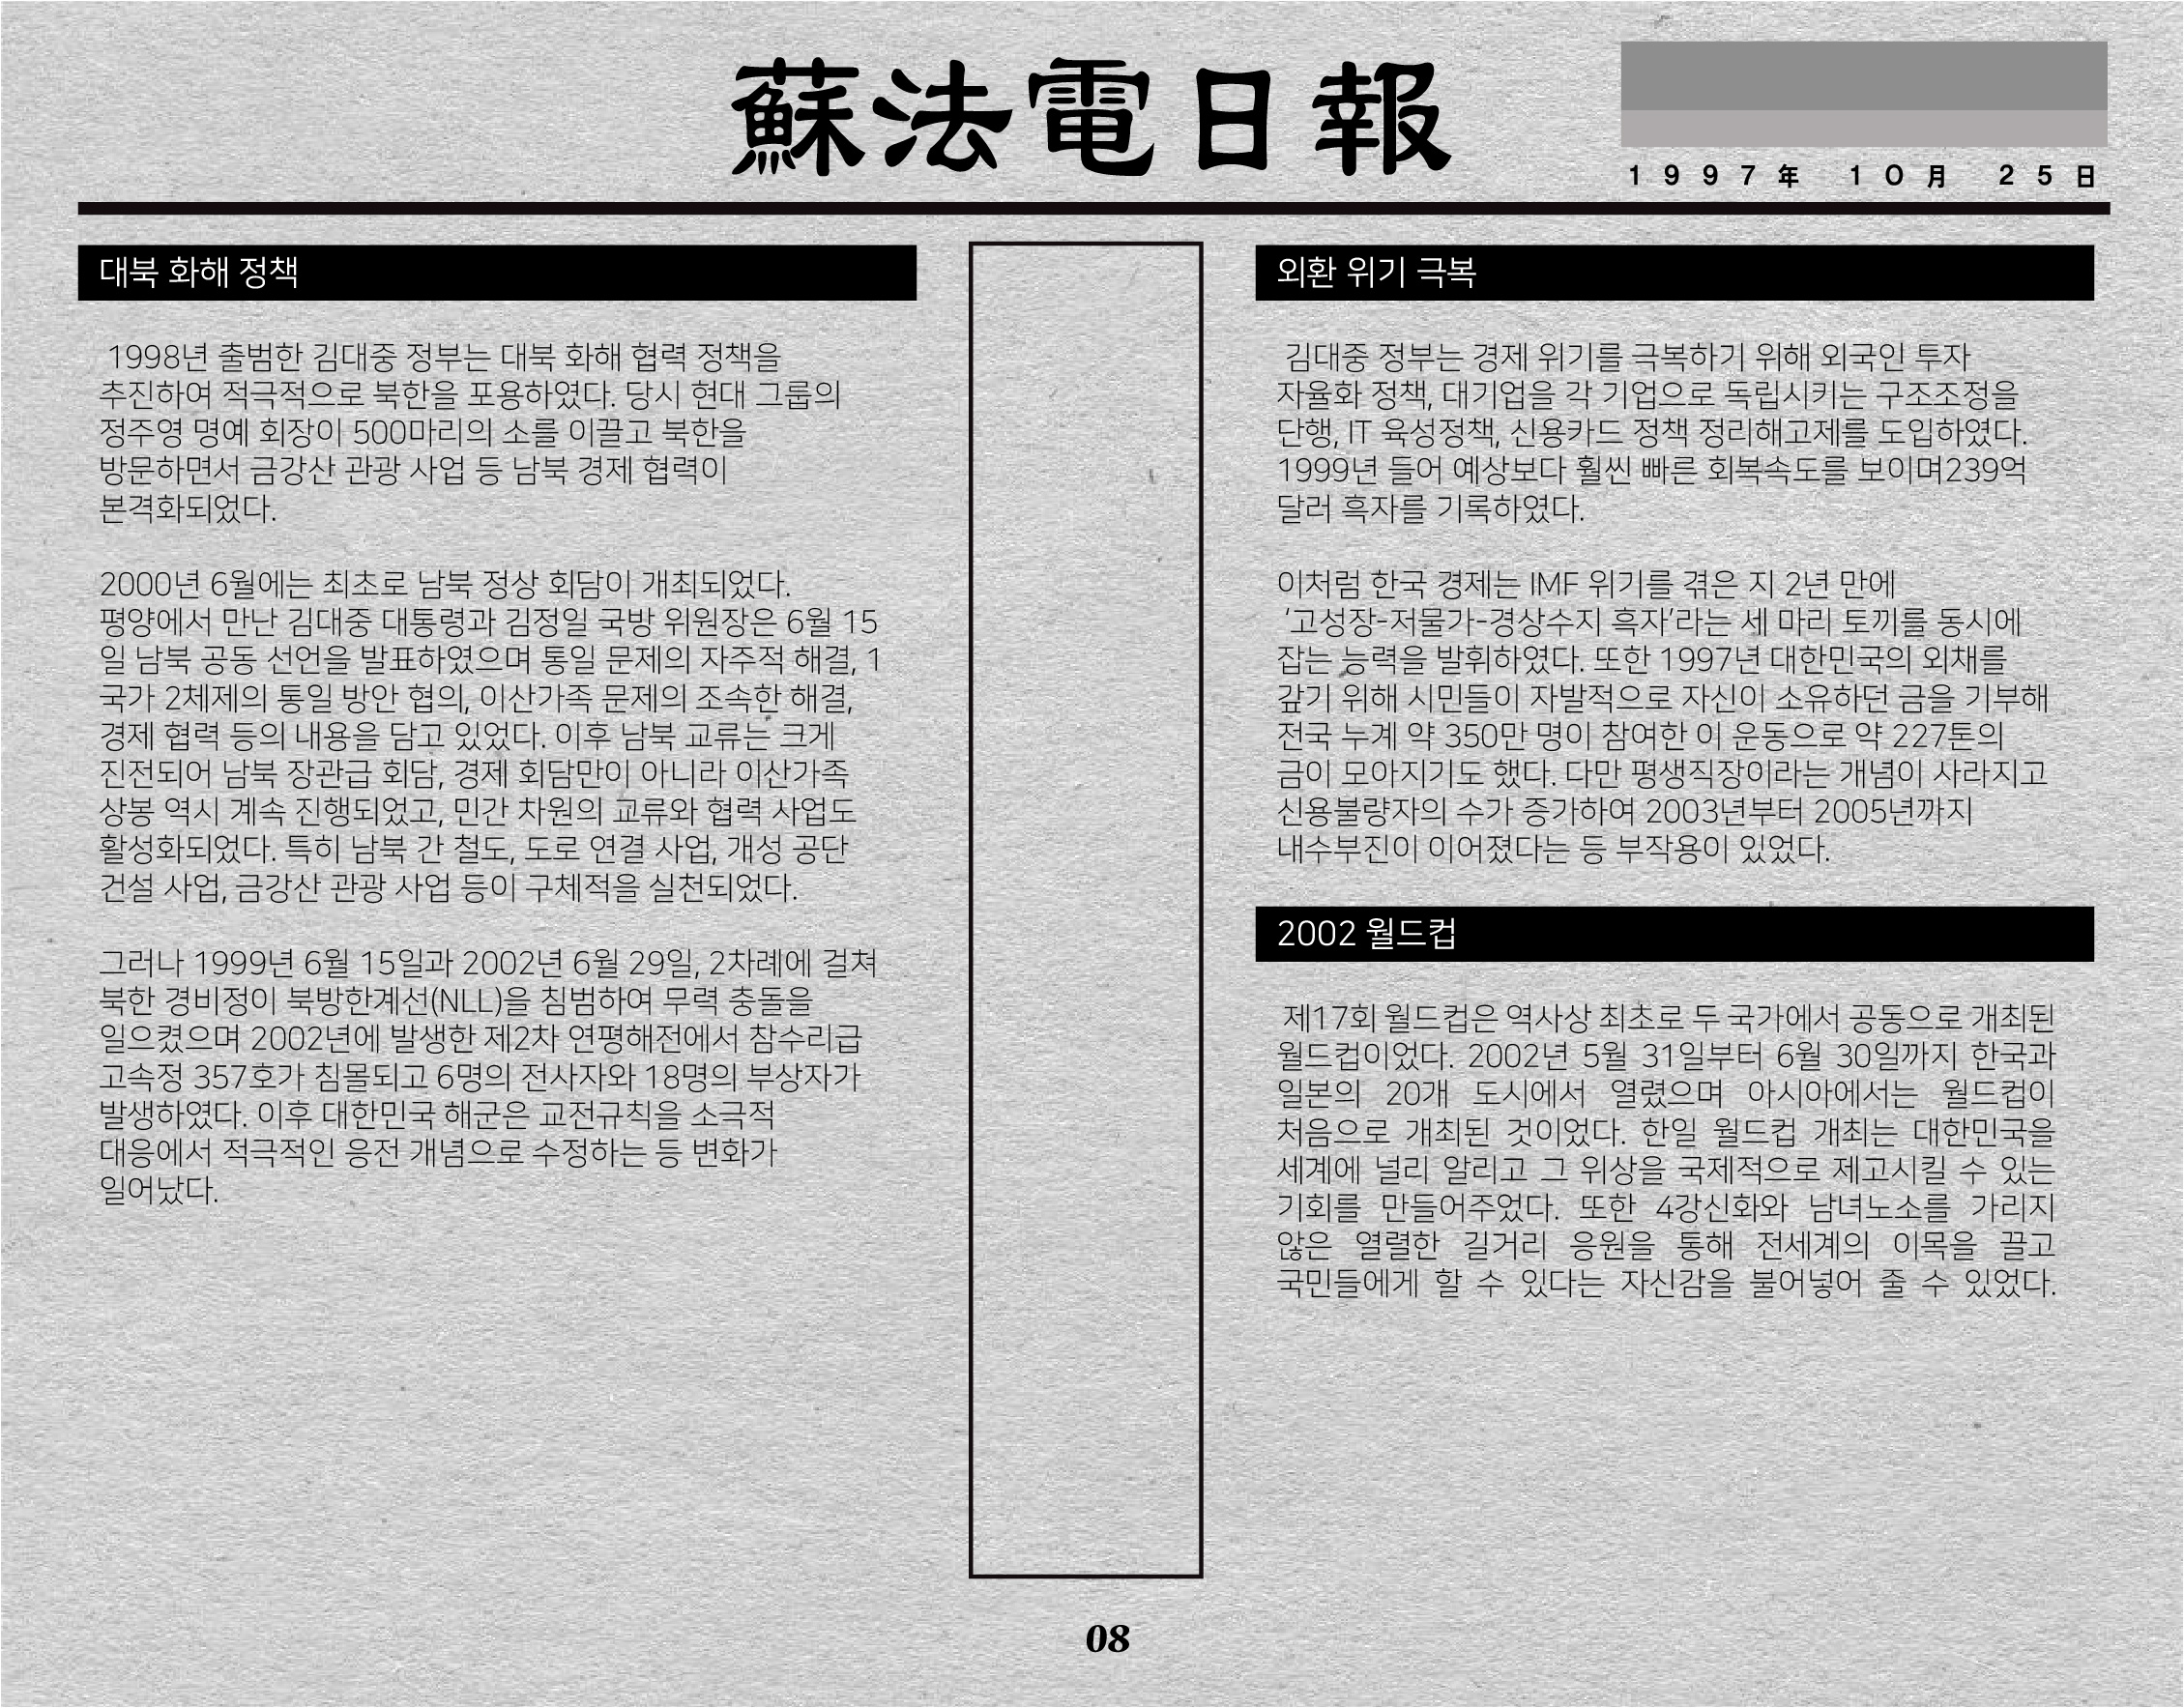 蘇法電日報
1997年 10月 25日
대북 화해 정책
1998년 출범한 김대중 정부는 대북 화해 협력 정책을
추진하여 적극적으로 북한을 포용하였다. 당시 현대 그룹의
정주영 명예 회장이 500마리의 소를 이끌고 북한을
방문하면서 금강산 관광 사업 등 남북 경제 협력이
본격화되었다.
2000년 6월에는 최초로 남북 정상 회담이 개최되었다.
평양에서 만난 김대중 대통령과 김정일 국방 위원장은 6월 15
일 남북 공동 선언을 발표하였으며 통일 문제의 자주적 해결, 1
국가 2체제의 통일 방안 협의, 이산가족 문제의 조속한 해결,
경제 협력 등의 내용을 담고 있었다. 이후 남북 교류는 크게
진전되어 남북 장관급 회담, 경제 회담만이 아니라 이산가족
상봉 역시 계속 진행되었고, 민간 차원의 교류와 협력 사업도
활성화되었다. 특히 남북 간 철도, 도로 연결 사업, 개성 공단
건설 사업, 금강산 관광 사업 등이 구체적을 실천되었다.
그러나 1999년 6월 15일과 2002년 6월 29일, 2차례에 걸쳐
북한 경비정이 북방한계선(NLL)을 침범하여 무력 충돌을
일으켰으며 2002년에 발생한 제2차 연평해전에서 참수리급
고속정 357호가 침몰되고 6명의 전사자와 18명의 부상자가
발생하였다. 이후 대한민국 해군은 교전규칙을 소극적
대응에서 적극적인 응전 개념으로 수정하는 등 변화가
일어났다.
외환 위기 극복
김대중 정부는 경제 위기를 극복하기 위해 외국인 투자
자율화 정책, 대기업을 각 기업으로 독립시키는 구조조정을
단행, IT 육성정책, 신용카드 정책 정리해고제를 도입하였다.
1999년 들어 예상보다 훨씬 빠른 회복속도를 보이며239억
달러 흑자를 기록하였다.
이처럼 한국 경제는 IMF 위기를 겪은 지 2년 만에
‘고성장-저물가-경상수지 흑자’라는 세 마리 토끼를 동시에
잡는 능력을 발휘하였다. 또한 1997년 대한민국의 외채를
갚기 위해 시민들이 자발적으로 자신이 소유하던 금을 기부해
전국 누계 약 350만 명이 참여한 이 운동으로 약 227톤의
금이 모아지기도 했다. 다만 평생직장이라는 개념이 사라지고
신용불량자의 수가 증가하여 2003년부터 2005년까지
내수부진이 이어졌다는 등 부작용이 있었다.
2002 월드컵
제17회 월드컵은 역사상 최초로 두 국가에서 공동으로 개최된
월드컵이었다. 2002년 5월 31일부터 6월 30일까지 한국과
일본의 20개 도시에서 열렸으며 아시아에서는 월드컵이
처음으로 개최된 것이었다. 한일 월드컵 개최는 대한민국을
세계에 널리 알리고 그 위상을 국제적으로 제고시킬 수 있는
기회를 만들어주었다. 또한 4강신화와 남녀노소를 가리지
않은 열렬한 길거리 응원을 통해 전세계의 이목을 끌고
국민들에게 할 수 있다는 자신감을 불어넣어 줄 수 있었다.
08